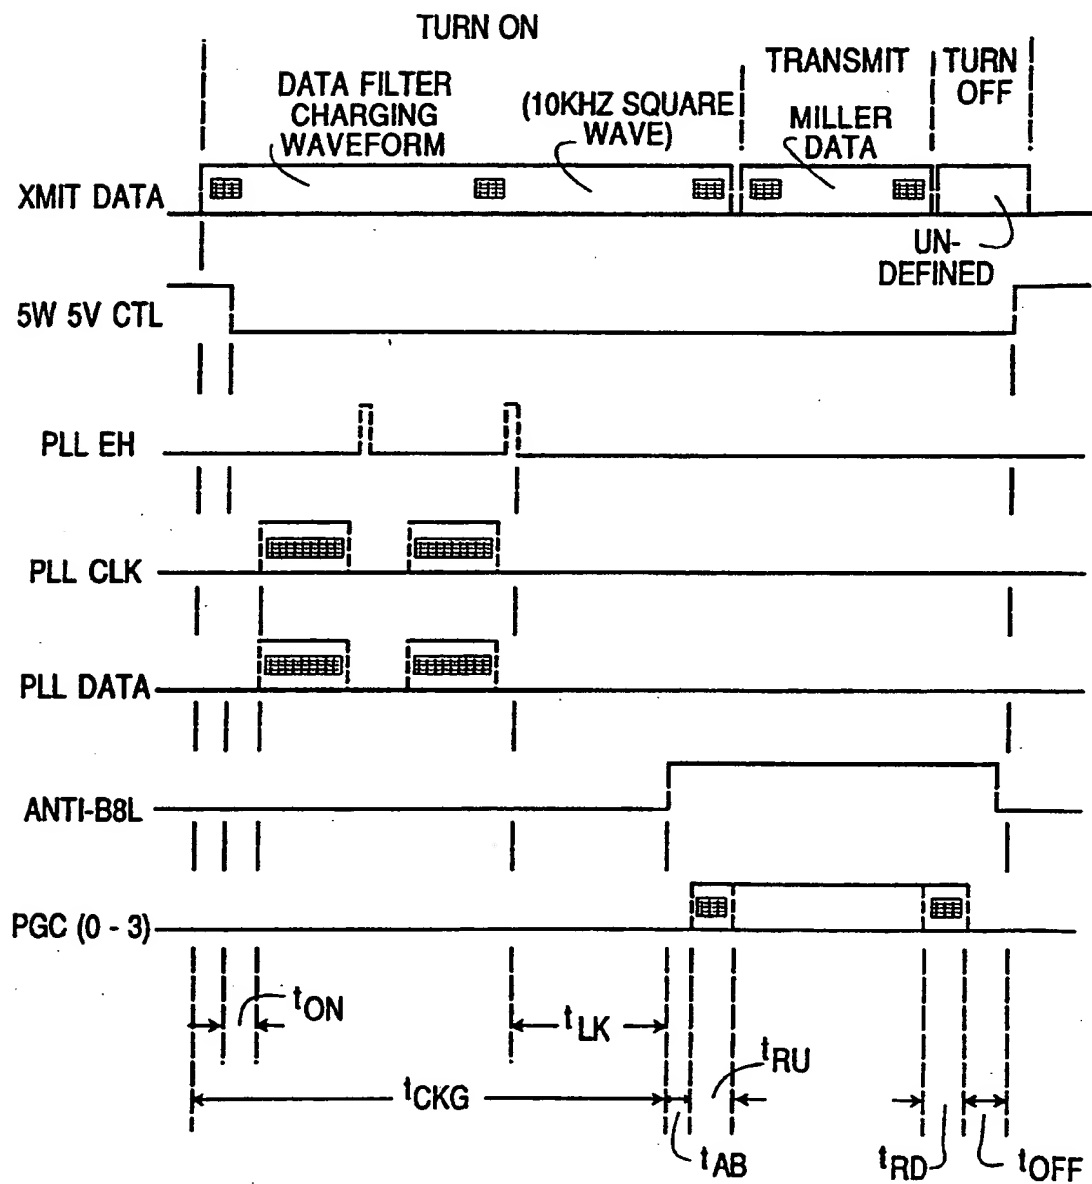 TURN ON
TRANSMIT
TURN
OFF
DATA FILTER
CHARGING
WAVEFORM
(10KHZ SQUARE
WAVE)
MILLER
DATA
XMIT DATA
UN-
DEFINED
5W 5V CTL
PLL EH
PLL CLK
PLL DATA
ANTI-B8L
PGC (0 - 3)
tON
tLK
tRU
tCKG
tAB
tRD
tOFF